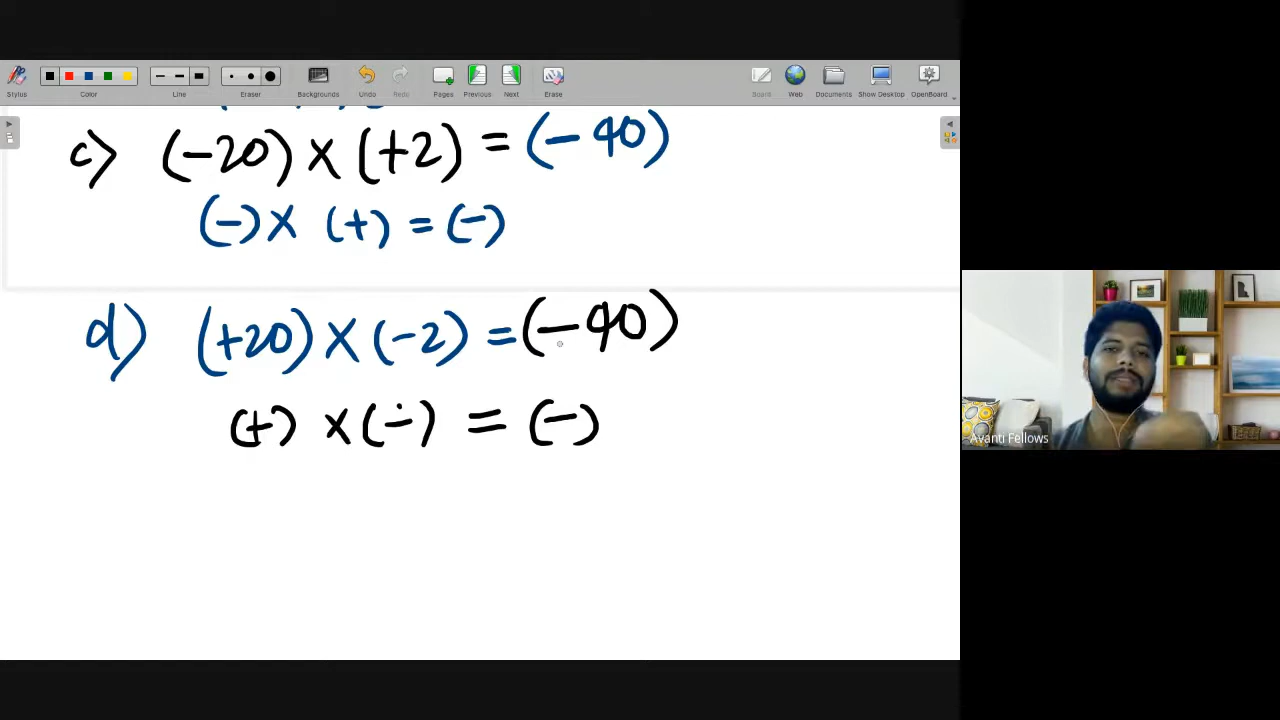 Stylus Color Line Eraser Backgrounds Undo Redo Pages Previous Next Erase Board Web Documents Show Desktop OpenBoard
c) (-20) × (+2) = (-40)
(-) × (+) = (-)
d) (+20) × (-2) = (-40)
(+) × (-) = (-)
Avanti Fellows